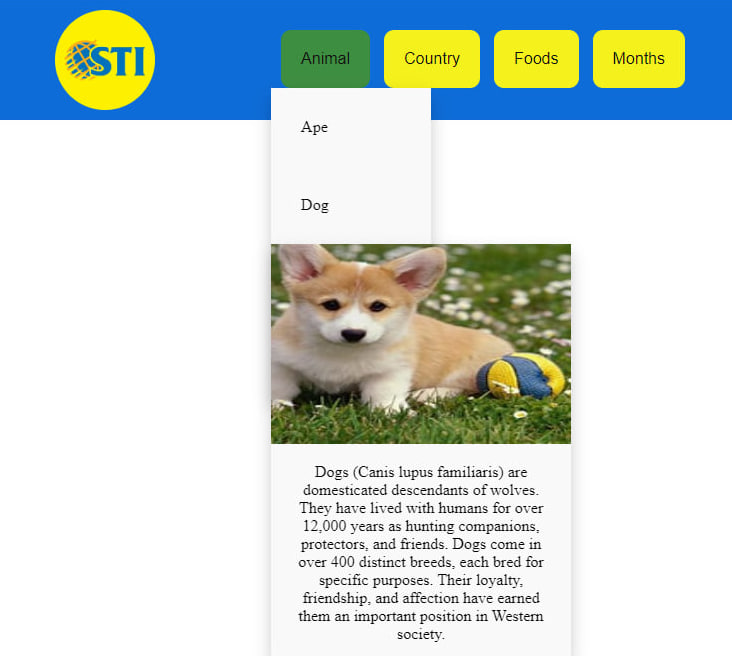 STI
Animal Country Foods Months
Ape
Dog
Dogs (Canis lupus familiaris) are
domesticated descendants of wolves.
They have lived with humans for over
12,000 years as hunting companions,
protectors, and friends. Dogs come in
over 400 distinct breeds, each bred for
specific purposes. Their loyalty,
friendship, and affection have earned
them an important position in Western
society.